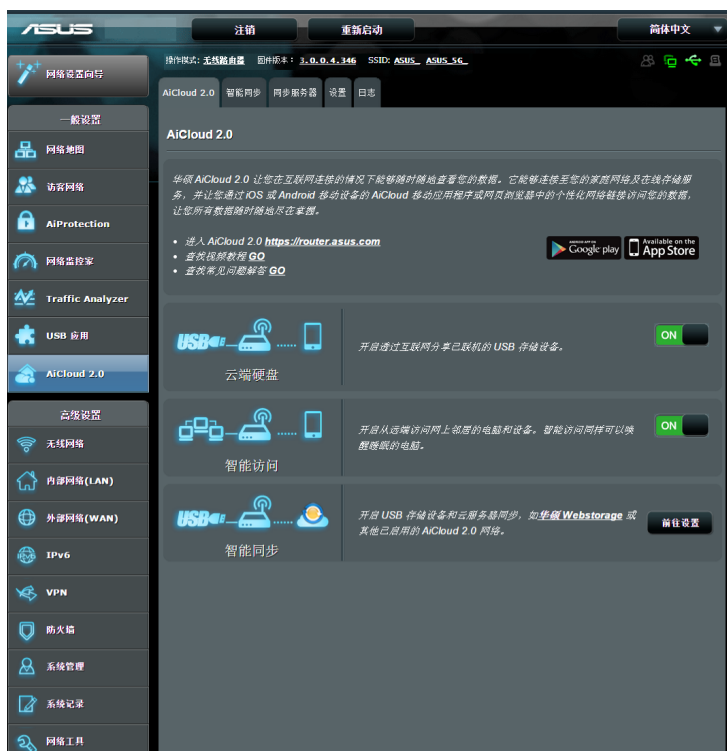 ASUS
注销
重新启动
简体中文
操作模式: 无线路由器 固件版本: 3.0.0.4.346 SSID: ASUS_ ASUS_5G_
网络设置向导
一般设置
网络地图
访客网络
AiProtection
网络监控家
Traffic Analyzer
USB 应用
AiCloud 2.0
高级设置
无线网络
内部网络(LAN)
外部网络(WAN)
IPv6
VPN
防火墙
系统管理
系统记录
网络工具
AiCloud 2.0 智能同步 同步服务器 设置 日志
AiCloud 2.0
华硕 AiCloud 2.0 让您在互联网连接的情况下能够随时随地查看您的数据。它能够连接至您的家庭网络及在线存储服
务，并让您通过 iOS 或 Android 移动设备的 AiCloud 移动应用程序或网页浏览器中的个性化网络链接访问您的数据，
让您所有数据随时随地尽在掌握。
进入 AiCloud 2.0 https://router.asus.com
查找视频教程 GO
查找常见问题解答 GO
ANDROID APP ON
Google play
Available on the
App Store
USB
云端硬盘
开启透过互联网分享已联机的 USB 存储设备。
ON
智能访问
开启从远端访问网上邻居的电脑和设备。智能访问同样可以唤
醒睡眠的电脑。
ON
USB
智能同步
开启 USB 存储设备和云服务器同步，如华硕 Webstorage 或
其他已启用的 AiCloud 2.0 网络。
前往设置